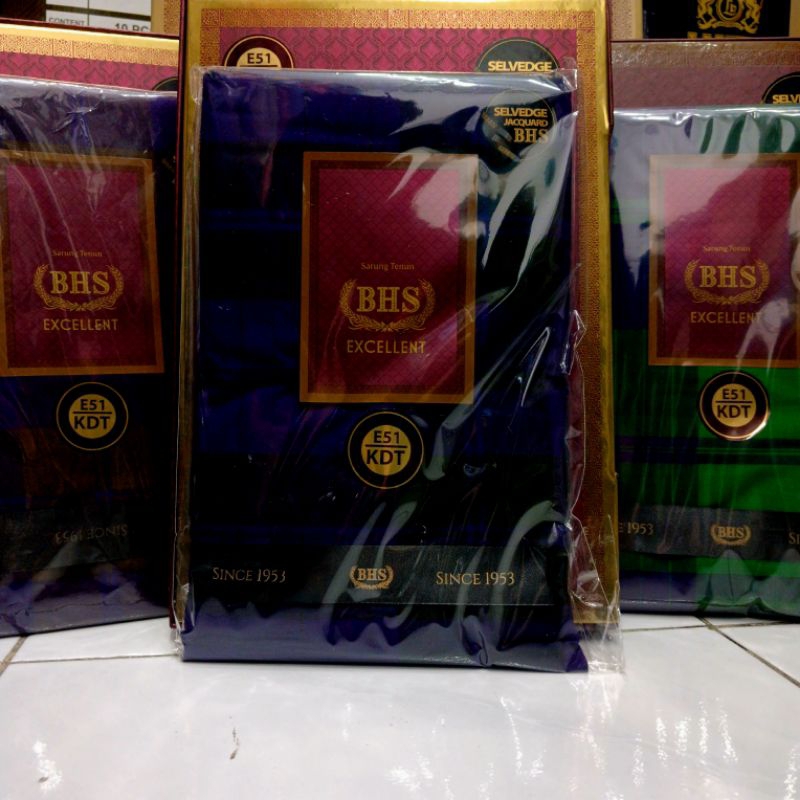 CONTENT
E51
SELVEDGE
SELVEDGE
JACQUARD
BHS
Sarung Tenun
BHS
EXCELLENT
E51
KDT
SINCE 1953
BHS
SINCE 1953
Sarung Tenun
BHS
EXCELLENT
E51
KDT
SINCE 1953
Sarung Tenun
BHS
EXCELLENT
E51
KDT
1953
BHS